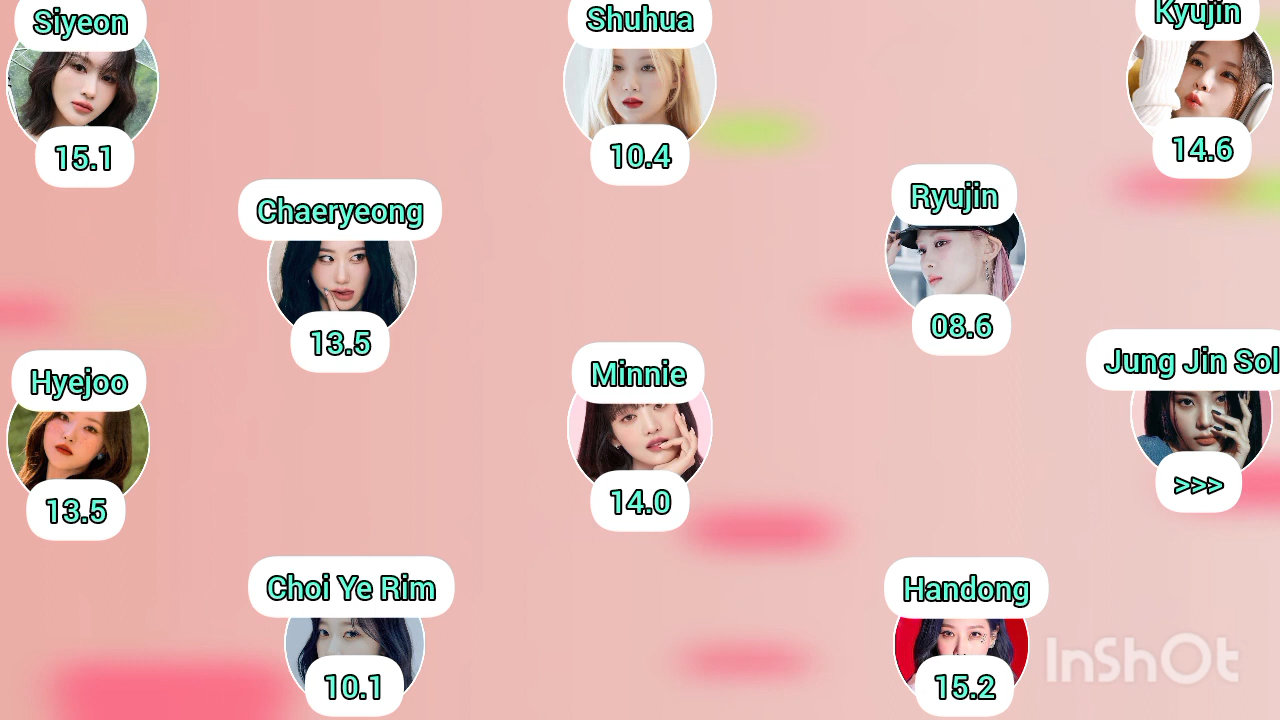 Siyeon
15.1
Shuhua
10.4
Kyujin
14.6
Chaeryeong
13.5
Ryujin
08.6
Hyejoo
13.5
Minnie
14.0
Jung Jin Sol
>>>
Choi Ye Rim
10.1
Handong
15.2
InShOt